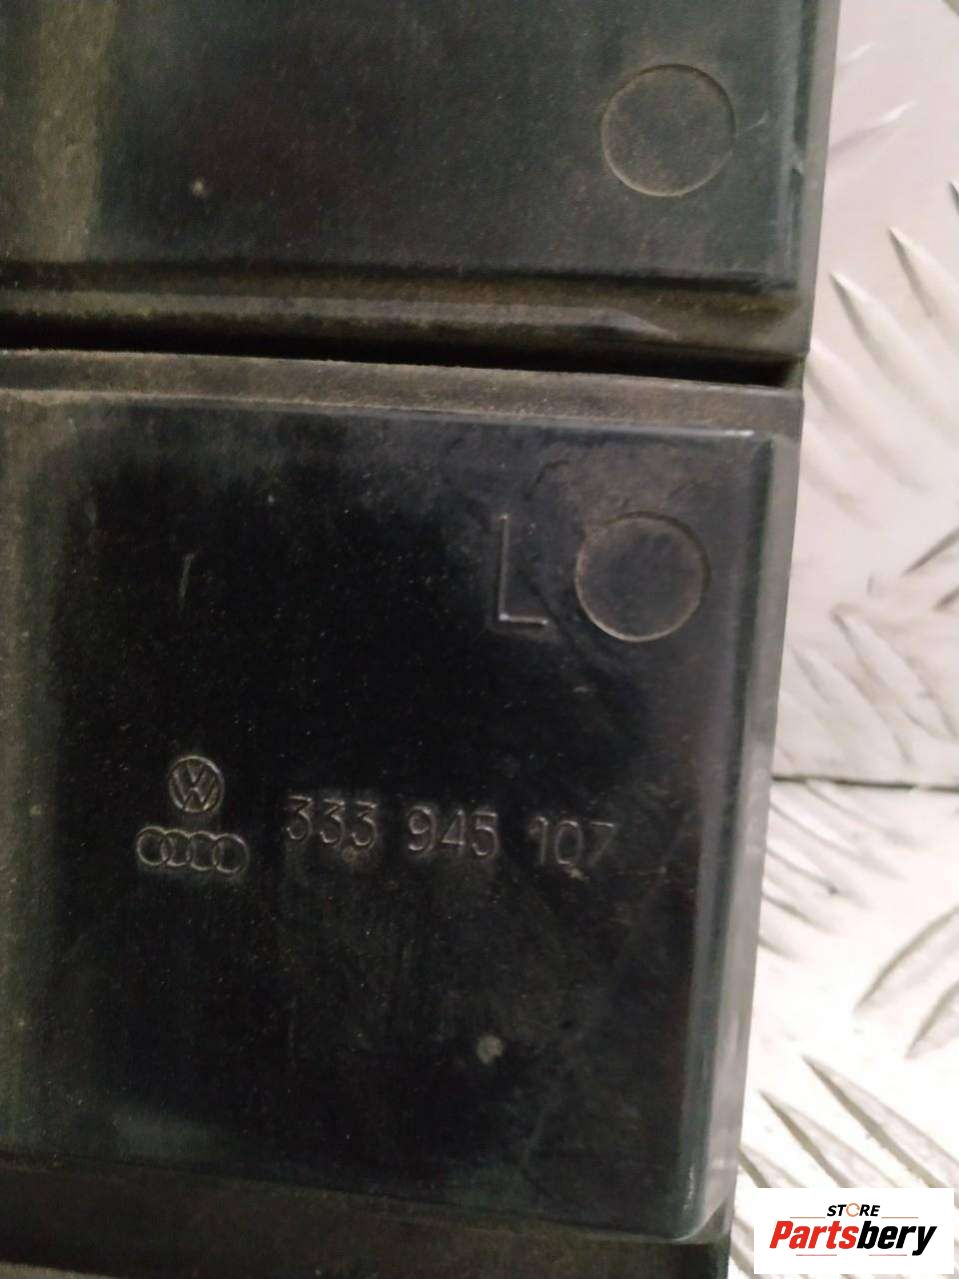 L
333 945 107
STORE
Partsbery